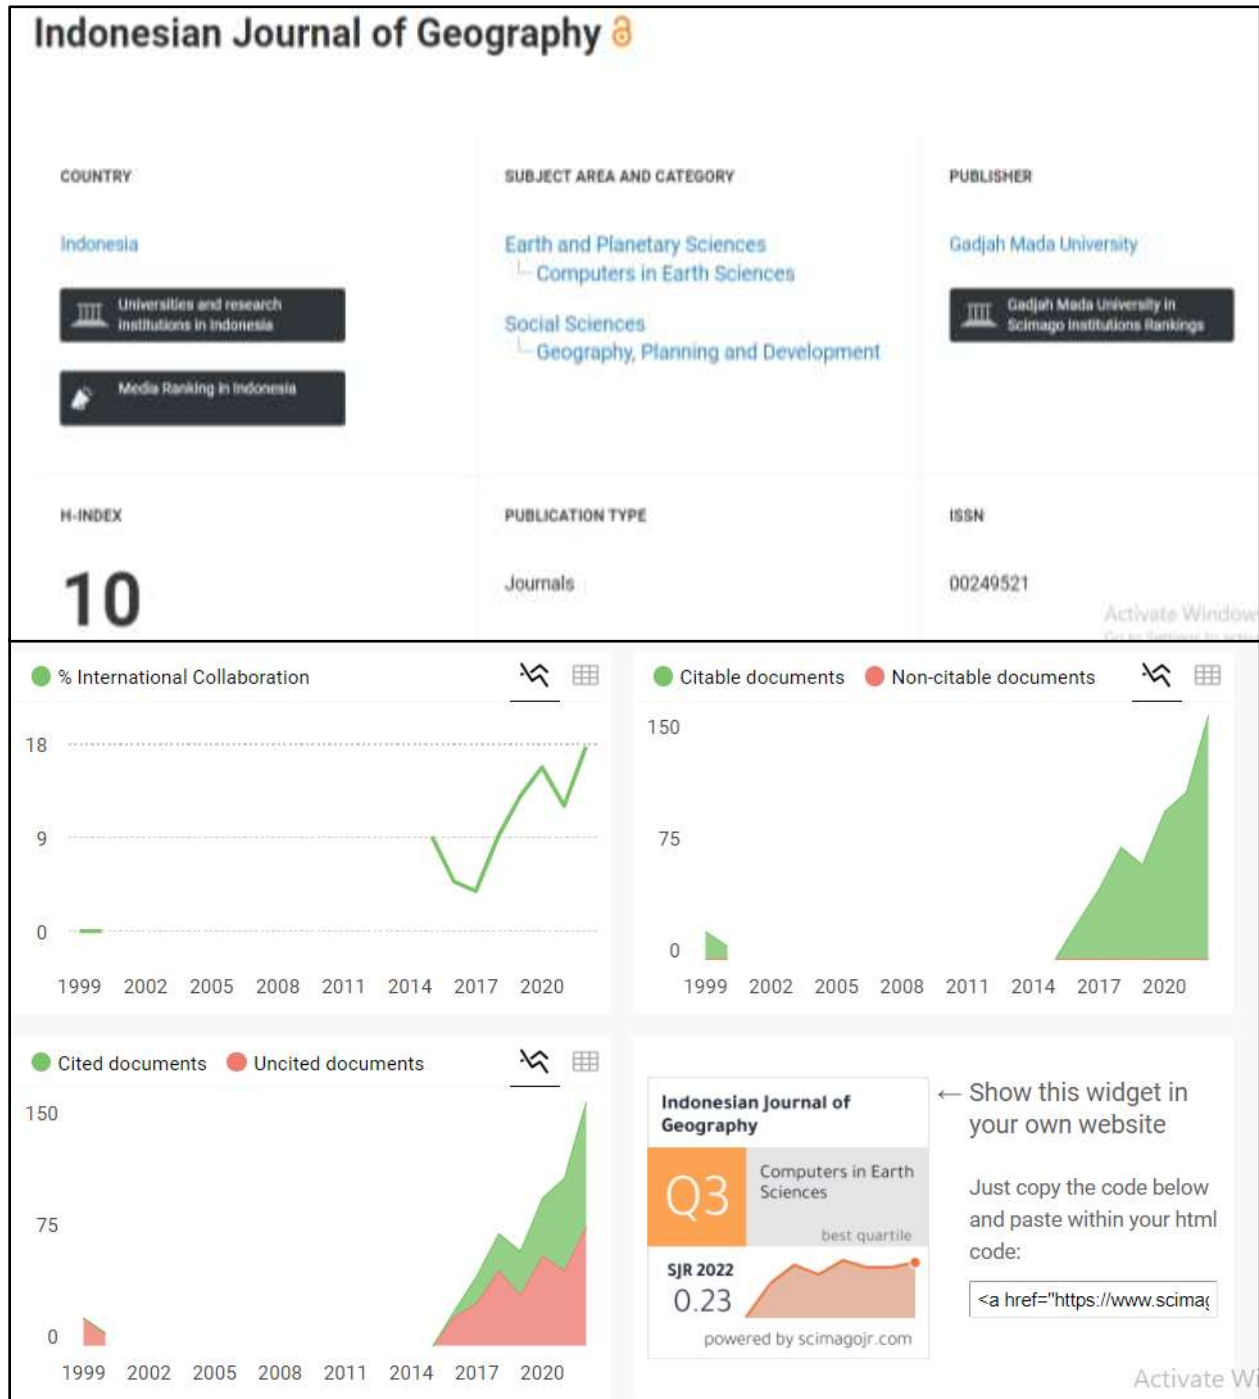 Indonesian Journal of Geography
COUNTRY
SUBJECT AREA AND CATEGORY
PUBLISHER
Indonesia
Earth and Planetary Sciences
Computers in Earth Sciences
Social Sciences
Geography, Planning and Development
Gadjah Mada University
Universities and research
institutions in Indonesia
Media Ranking in Indonesia
Gadjah Mada University in
Scimago Institutions Rankings
H-INDEX
PUBLICATION TYPE
ISSN
10
Journals
00249521
Activate Window
Go to Settings to activ
% International Collaboration
18
9
0
1999 2002 2005 2008 2011 2014 2017 2020
Citable documents Non-citable documents
150
75
0
1999 2002 2005 2008 2011 2014 2017 2020
Cited documents Uncited documents
150
75
0
1999 2002 2005 2008 2011 2014 2017 2020
Indonesian Journal of
Geography
Q3
Computers in Earth
Sciences
best quartile
SJR 2022
0.23
powered by scimagojr.com
← Show this widget in
your own website
Just copy the code below
and paste within your html
code:
<a href="https://www.scimag
Activate Wi